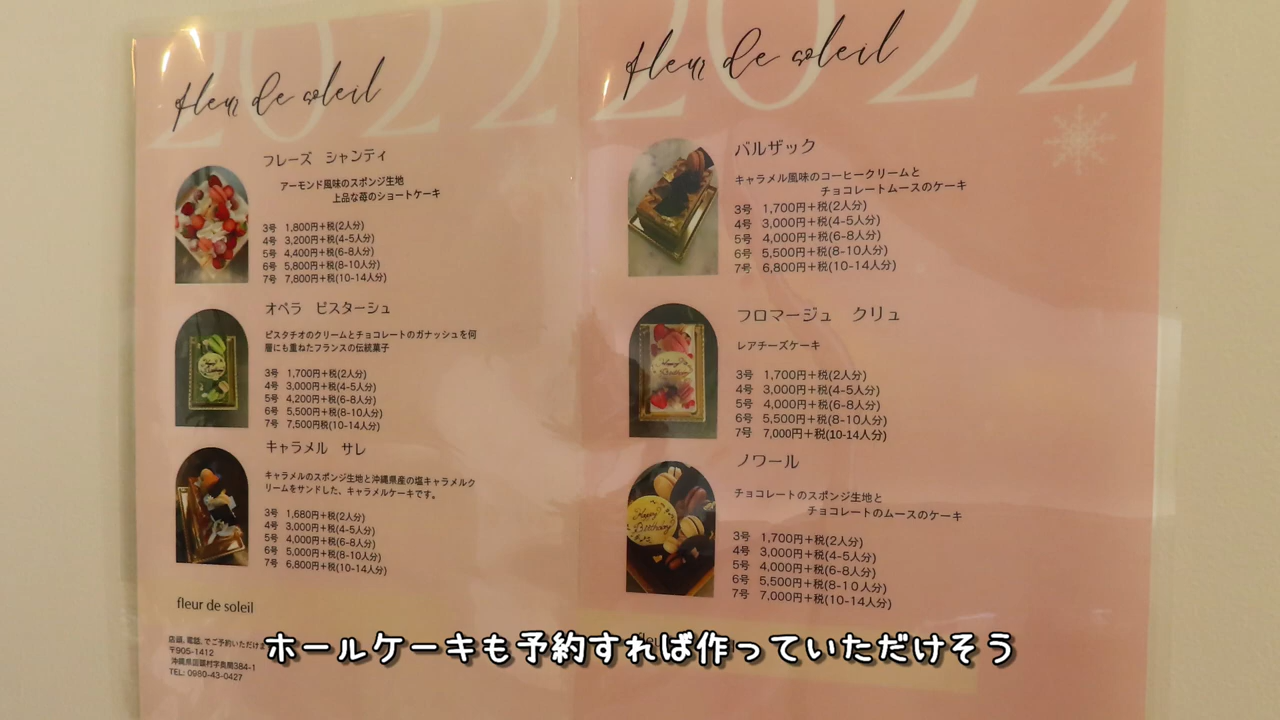 2022
fleur de soleil
フレーズ シャンティ
アーモンド風味のスポンジ生地
上品な苺のショートケーキ
3号 1,800円+税(2人分)
4号 3,200円+税(4-5人分)
5号 4,400円+税(6-8人分)
6号 5,800円+税(8-10人分)
7号 7,800円+税(10-14人分)
オペラ ピスターシュ
ピスタチオのクリームとチョコレートのガナッシュを何
層にも重ねたフランスの伝統菓子
3号 1,700円+税(2人分)
4号 3,000円+税(4-5人分)
5号 4,200円+税(6-8人分)
6号 5,500円+税(8-10人分)
7号 7,500円税(10-14人分)
キャラメル サレ
キャラメルのスポンジ生地と沖縄県産の塩キャラメルク
リームをサンドした、キャラメルケーキです。
3号 1,680円+税(2人分)
4号 3,000円+税(4-5人分)
5号 4,000円+税(6-8人分)
6号 5,000円+税(8-10人分)
7号 6,800円+税(10-14人分)
fleur de soleil
店頭、電話、でご予約いただけま
〒905-1412
沖縄県国頭村字奥間384-1
TEL: 0980-43-0427
2022
fleur de soleil
バルザック
キャラメル風味のコーヒークリームと
チョコレートムースのケーキ
3号 1,700円+税(2人分)
4号 3,000円+税(4-5人分)
5号 4,000円+税(6-8人分)
6号 5,500円+税(8-10人分)
7号 6,800円+税(10-14人分)
フロマージュ クリュ
レアチーズケーキ
3号 1,700円+税(2人分)
4号 3,000円+税(4-5人分)
5号 4,000円+税(6-8人分)
6号 5,500円+税(8-10人分)
7号 7,000円+税(10-14人分)
ノワール
チョコレートのスポンジ生地と
チョコレートのムースのケーキ
3号 1,700円+税(2人分)
4号 3,000円+税(4-5人分)
5号 4,000円+税(6-8人分)
6号 5,500円+税(8-10人分)
7号 7,000円+税(10-14人分)
Happy
Birthday
ホールケーキも予約すれば作っていただけそう